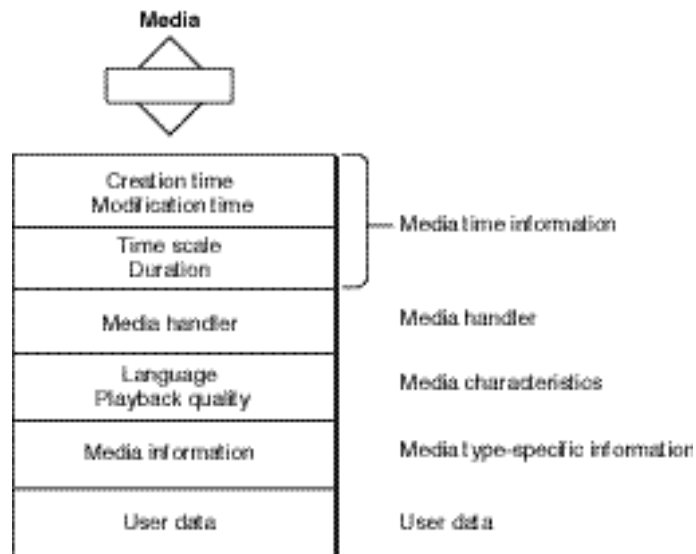 Media
Creation time
Modification time
Media time information
Time scale
Duration
Media handler
Media handler
Language
Playback quality
Media characteristics
Media information
Media type-specific information
User data
User data